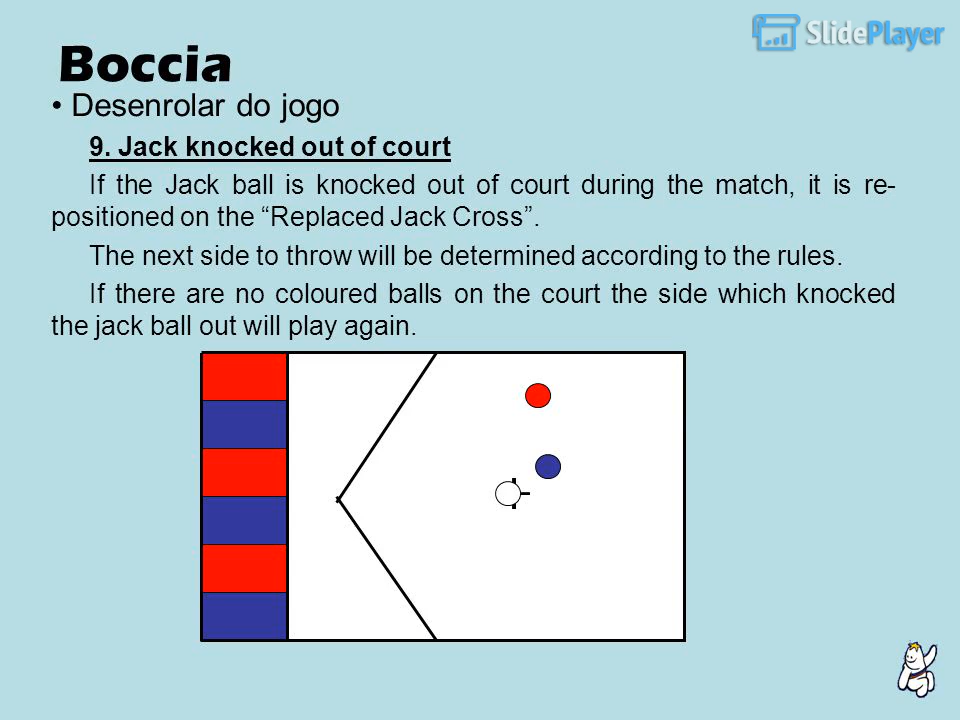 SlidePlayer
Boccia
• Desenrolar do jogo
9. Jack knocked out of court
If the Jack ball is knocked out of court during the match, it is re-
positioned on the “Replaced Jack Cross”.
The next side to throw will be determined according to the rules.
If there are no coloured balls on the court the side which knocked
the jack ball out will play again.